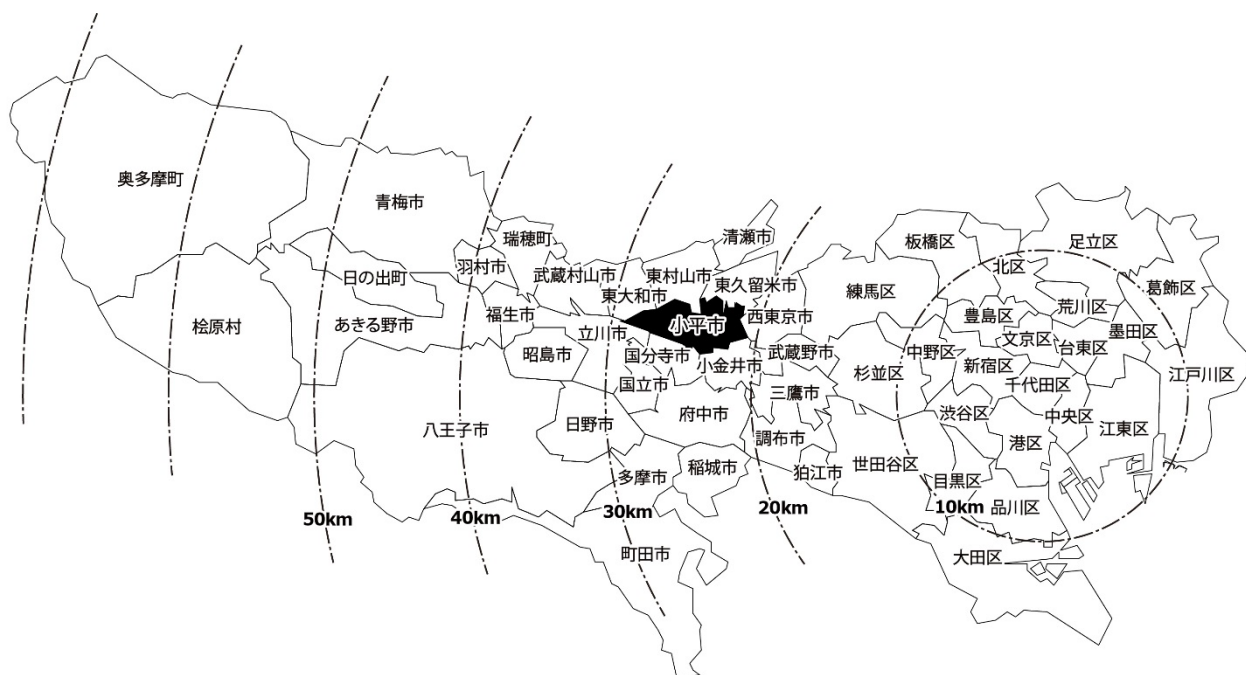 奥多摩町
青梅市
瑞穂町
羽村市
日の出町
桧原村
あきる野市
福生市
昭島市
八王子市
武蔵村山市
東大和市
立川市
東村山市
清瀬市
東久留米市
小平市
西東京市
国分寺市
小金井市
武蔵野市
国立市
三鷹市
日野市
府中市
調布市
多摩市
稲城市
狛江市
町田市
板橋区
北区
足立区
練馬区
豊島区
荒川区
葛飾区
文京区
台東区
墨田区
中野区
杉並区
新宿区
千代田区
江戸川区
渋谷区
中央区
江東区
港区
世田谷区
目黒区
品川区
大田区
50km
40km
30km
20km
10km